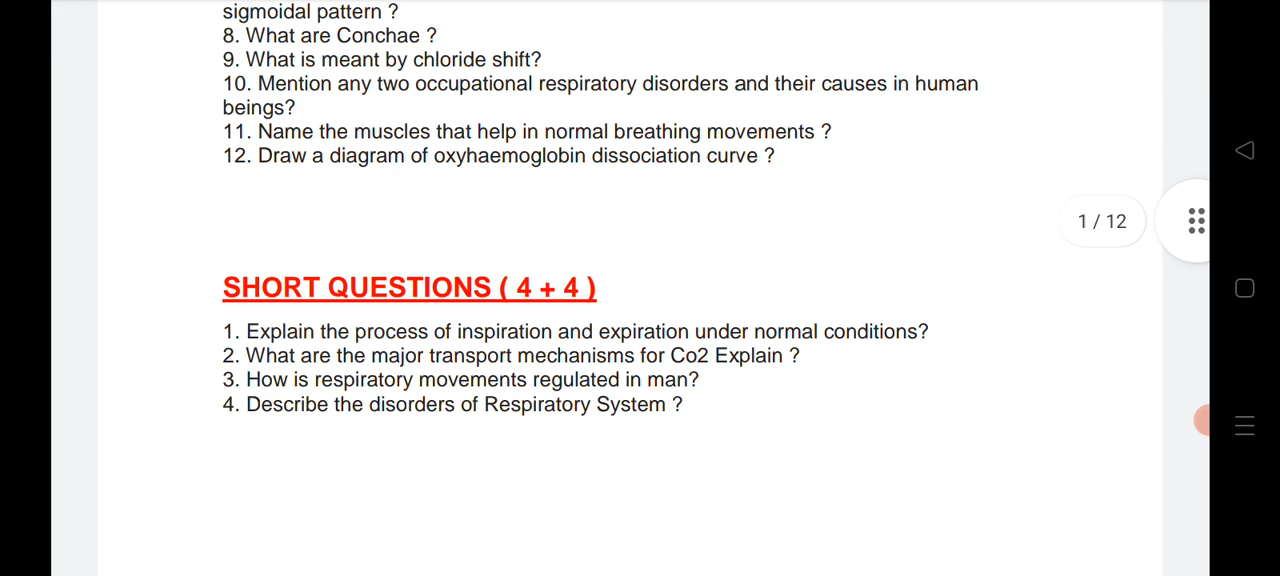 sigmoidal pattern ?
8. What are Conchae ?
9. What is meant by chloride shift?
10. Mention any two occupational respiratory disorders and their causes in human
beings?
11. Name the muscles that help in normal breathing movements ?
12. Draw a diagram of oxyhaemoglobin dissociation curve ?
1 / 12
SHORT QUESTIONS ( 4 + 4 )
1. Explain the process of inspiration and expiration under normal conditions?
2. What are the major transport mechanisms for Co2 Explain ?
3. How is respiratory movements regulated in man?
4. Describe the disorders of Respiratory System ?